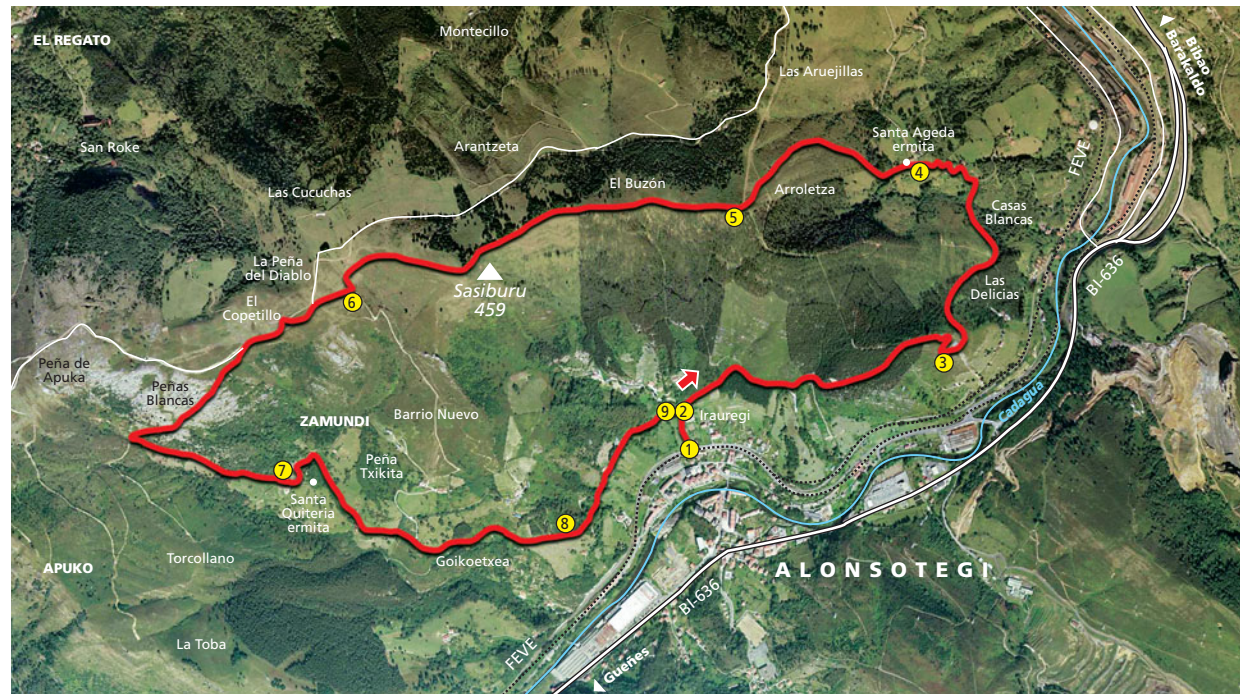 EL REGATO
Montecillo
Bibao
Barakaldo
Las Aruejillas
San Roke
Arantzeta
Santa Ageda
ermita
FEVE
4
Las Cucuchas
El Buzón
Arroletza
5
Casas
Blancas
La Peña
del Diablo
BI-636
Sasiburu
459
Las
Delicias
El
Copetillo
6
Peña de
Apuka
Peñas
Blancas
3
Cadagua
ZAMUNDI
Barrio Nuevo
9
2
Irauregi
1
Peña
Txikita
7
Santa
Quiteria
ermita
8
Torcollano
Goikoetxea
APUKO
ALONSOTEGI
BI-636
La Toba
FEVE
Gueñes